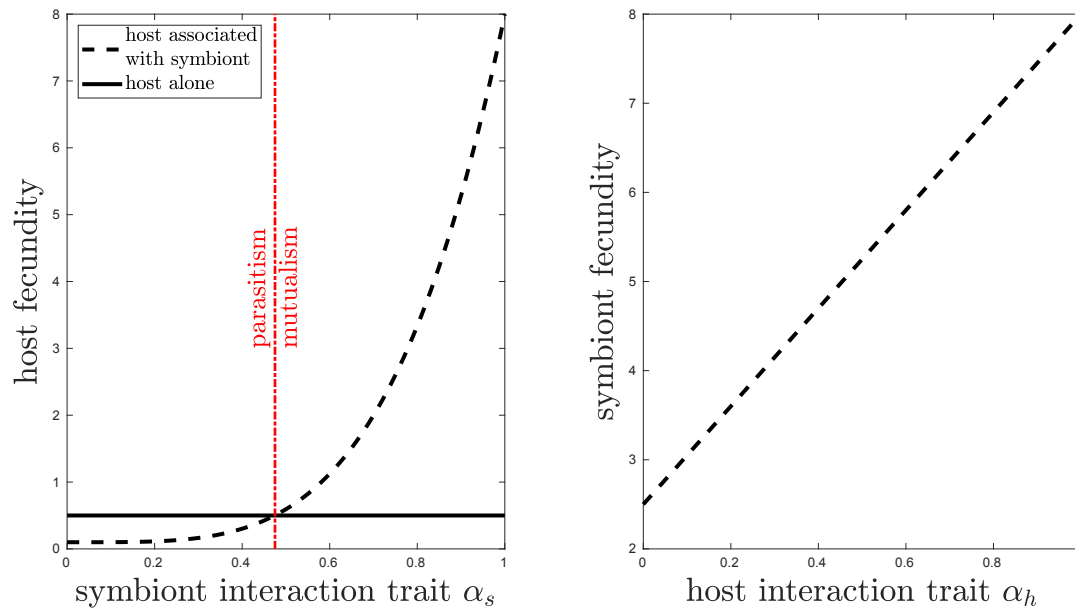 host associated
with symbiont
host alone
host fecundity
8
7
6
5
4
3
2
1
0
parasitism
mutualism
0 0.2 0.4 0.6 0.8 1
symbiont interaction trait α_s
symbiont fecundity
8
7
6
5
4
3
2
0 0.2 0.4 0.6 0.8
host interaction trait α_h